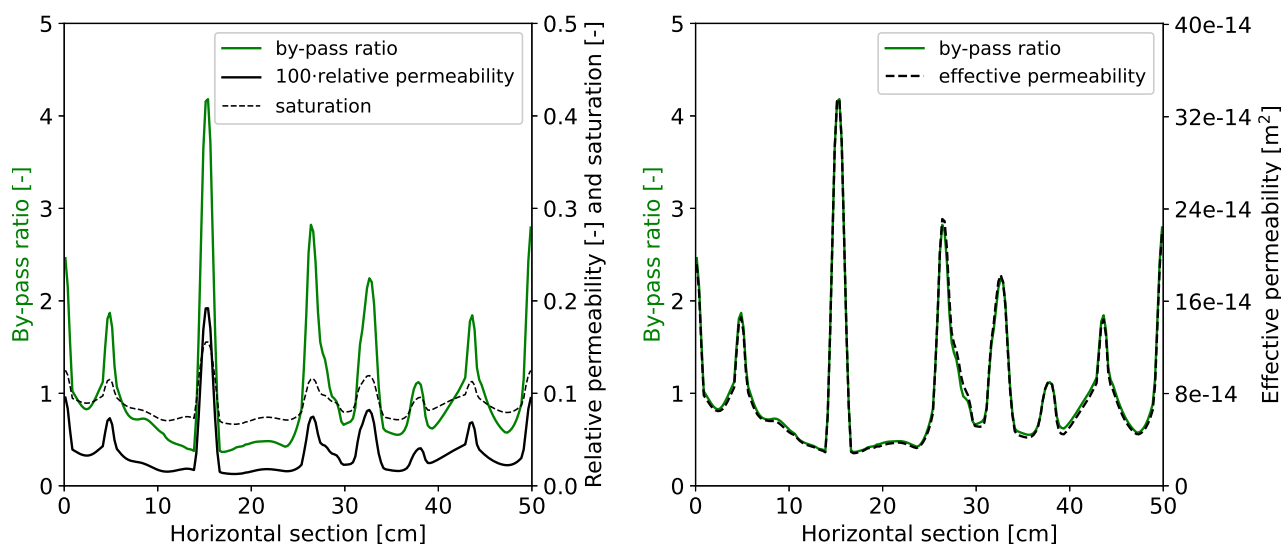 by-pass ratio
100·relative permeability
saturation
By-pass ratio [-]
5
4
3
2
1
0
0.5
0.4
0.3
0.2
0.1
0.0
Relative permeability [-] and saturation [-]
0 10 20 30 40 50
Horizontal section [cm]
by-pass ratio
effective permeability
By-pass ratio [-]
5
4
3
2
1
0
40e-14
32e-14
24e-14
16e-14
8e-14
0
Effective permeability [m²]
0 10 20 30 40 50
Horizontal section [cm]